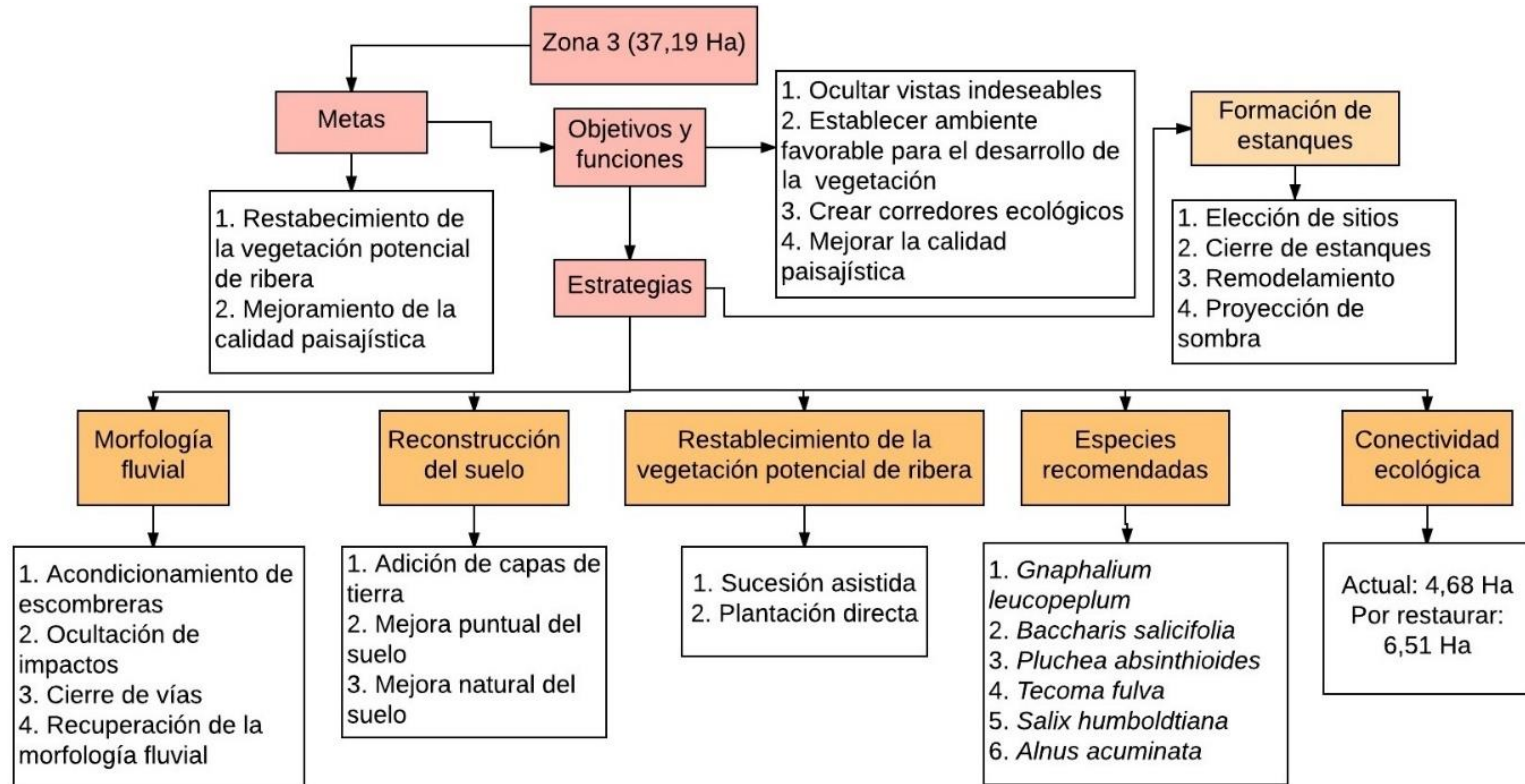 Zona 3 (37,19 Ha)
Metas
1. Restabecimiento de
la vegetación potencial
de ribera
2. Mejoramiento de la
calidad paisajística
Objetivos y
funciones
1. Ocultar vistas indeseables
2. Establecer ambiente
favorable para el desarrollo de
la vegetación
3. Crear corredores ecológicos
4. Mejorar la calidad
paisajística
Estrategias
Formación de
estanques
1. Elección de sitios
2. Cierre de estanques
3. Remodelamiento
4. Proyección de
sombra
Morfología
fluvial
1. Acondicionamiento de
escombreras
2. Ocultación de
impactos
3. Cierre de vías
4. Recuperación de la
morfología fluvial
Reconstrucción
del suelo
1. Adición de capas de
tierra
2. Mejora puntual del
suelo
3. Mejora natural del
suelo
Restablecimiento de la
vegetación potencial de ribera
1. Sucesión asistida
2. Plantación directa
Especies
recomendadas
1. Gnaphalium
leucopeplum
2. Baccharis salicifolia
3. Pluchea absinthioides
4. Tecoma fulva
5. Salix humboldtiana
6. Alnus acuminata
Conectividad
ecológica
Actual: 4,68 Ha
Por restaurar:
6,51 Ha